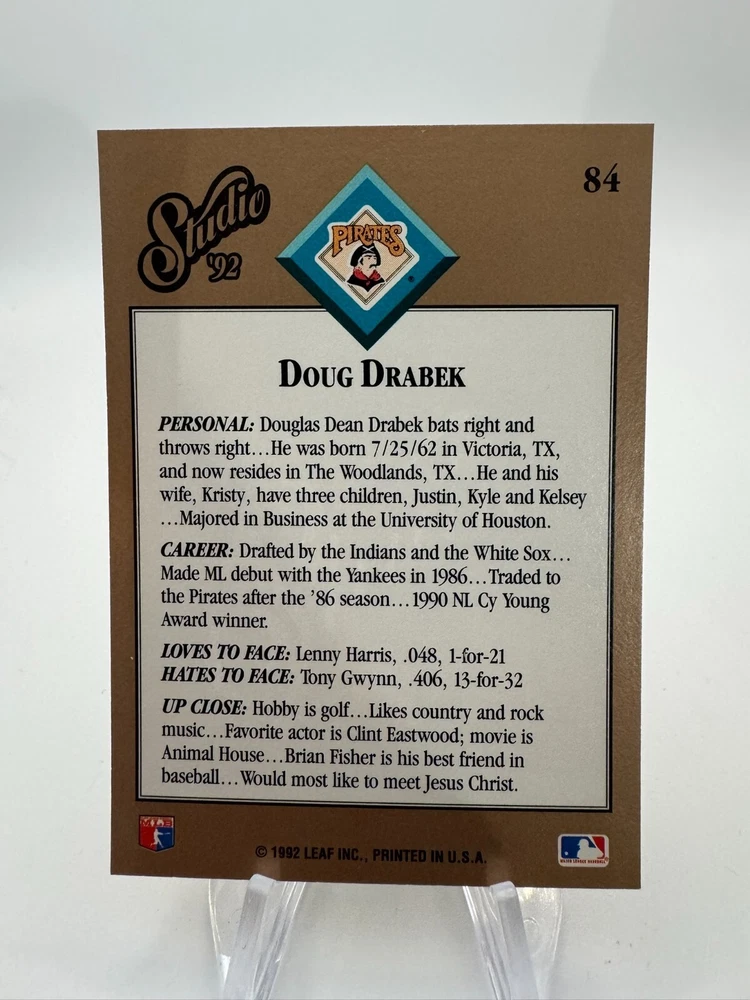 Studio
'92
84
PIRATES
DOUG DRABEK
PERSONAL: Douglas Dean Drabek bats right and
throws right...He was born 7/25/62 in Victoria, TX,
and now resides in The Woodlands, TX...He and his
wife, Kristy, have three children, Justin, Kyle and Kelsey
...Majored in Business at the University of Houston.
CAREER: Drafted by the Indians and the White Sox...
Made ML debut with the Yankees in 1986...Traded to
the Pirates after the '86 season...1990 NL Cy Young
Award winner.
LOVES TO FACE: Lenny Harris, .048, 1-for-21
HATES TO FACE: Tony Gwynn, .406, 13-for-32
UP CLOSE: Hobby is golf...Likes country and rock
music...Favorite actor is Clint Eastwood; movie is
Animal House...Brian Fisher is his best friend in
baseball...Would most like to meet Jesus Christ.
MLB
© 1992 LEAF INC., PRINTED IN U.S.A.
MAJOR LEAGUE BASEBALL